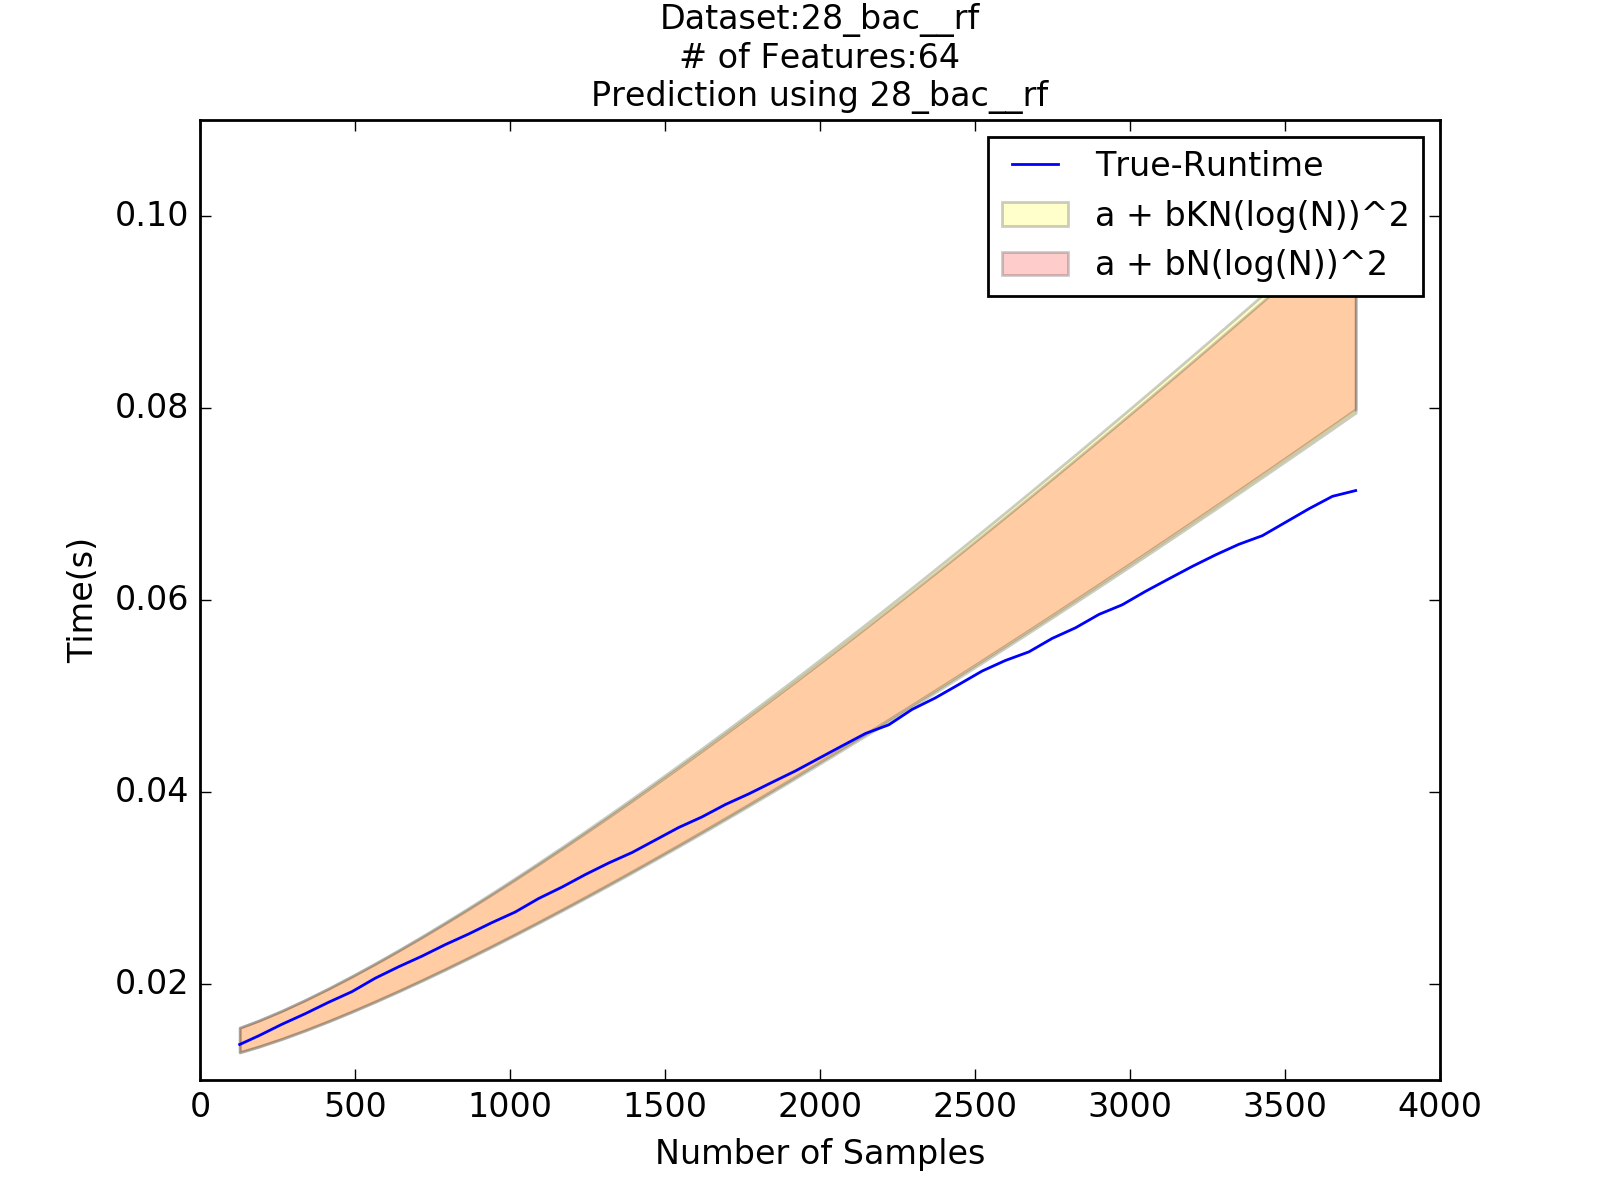 Dataset:28_bac__rf
# of Features:64
Prediction using 28_bac__rf
True-Runtime
a + bKN(log(N))^2
a + bN(log(N))^2
0.10
0.08
0.06
0.04
0.02
Time(s)
0 500 1000 1500 2000 2500 3000 3500 4000
Number of Samples